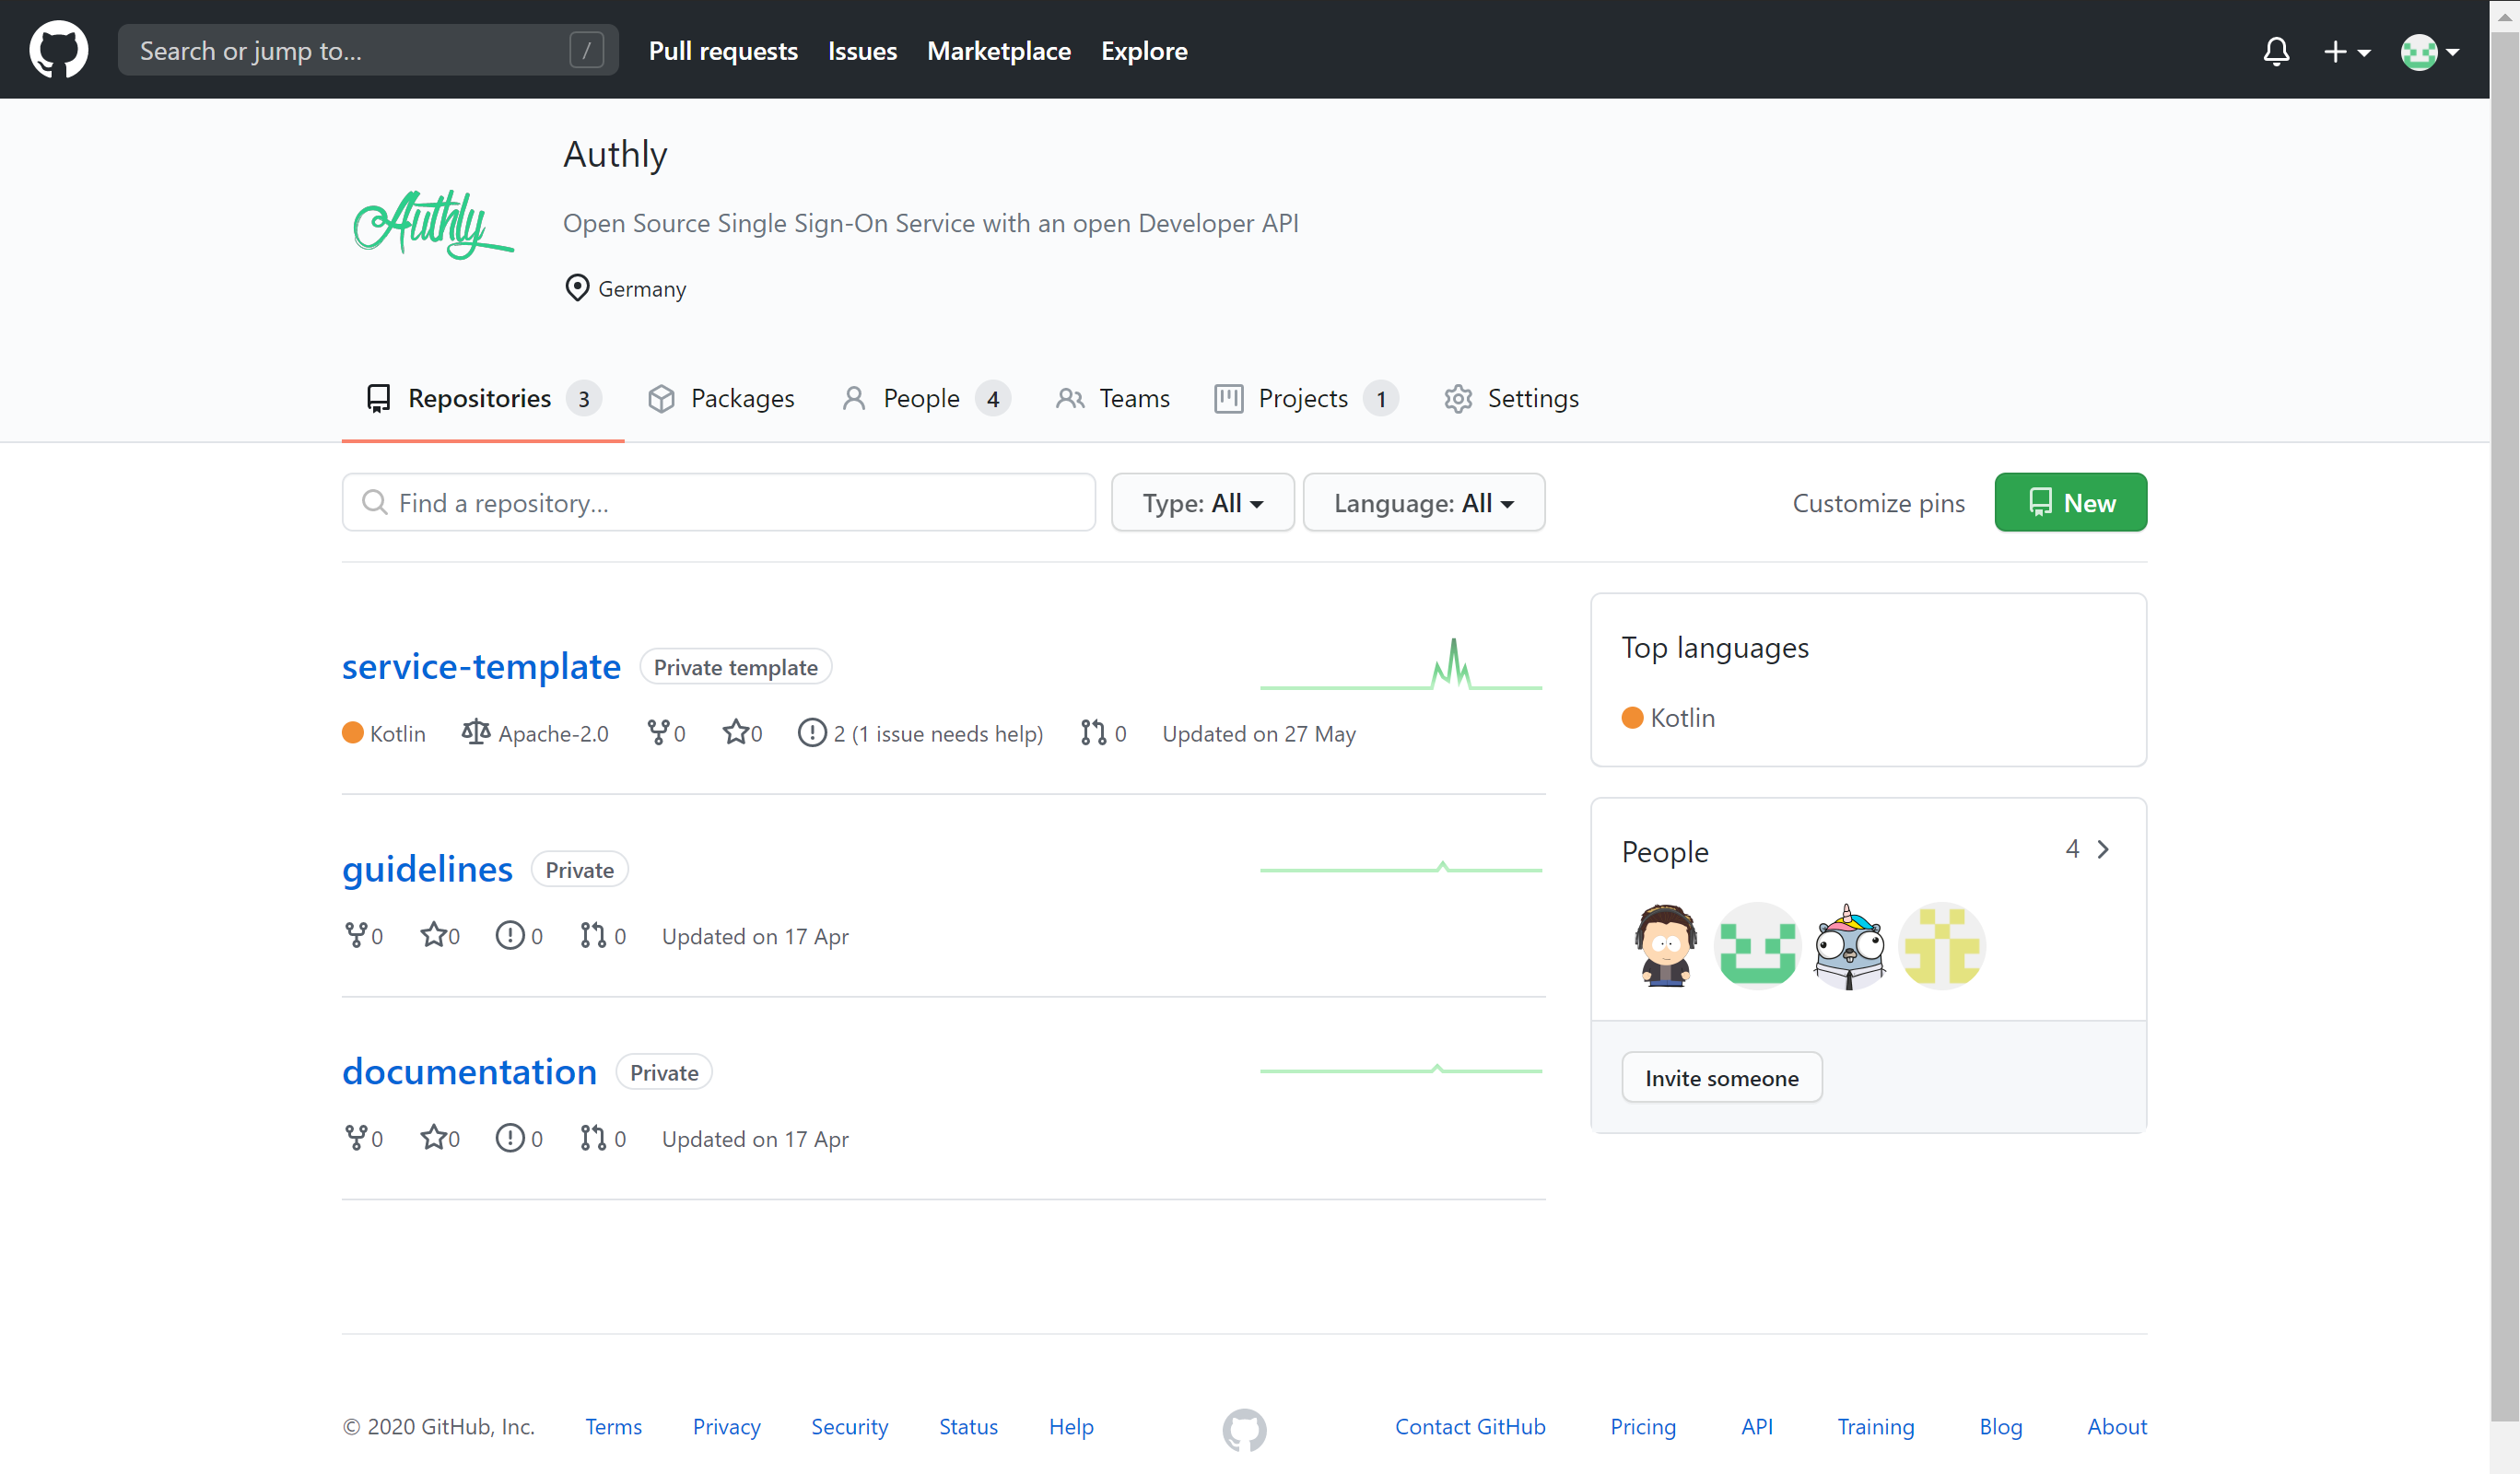 Search or jump to... /
Pull requests Issues Marketplace Explore
Authly
Authly
Open Source Single Sign-On Service with an open Developer API
Germany
Repositories 3 Packages People 4 Teams Projects 1 Settings
Find a repository... Type: All Language: All Customize pins New
service-template Private template
Kotlin Apache-2.0 0 0 2 (1 issue needs help) 0 Updated on 27 May
guidelines Private
0 0 0 0 Updated on 17 Apr
documentation Private
0 0 0 0 Updated on 17 Apr
Top languages
Kotlin
People 4
Invite someone
© 2020 GitHub, Inc. Terms Privacy Security Status Help Contact GitHub Pricing API Training Blog About